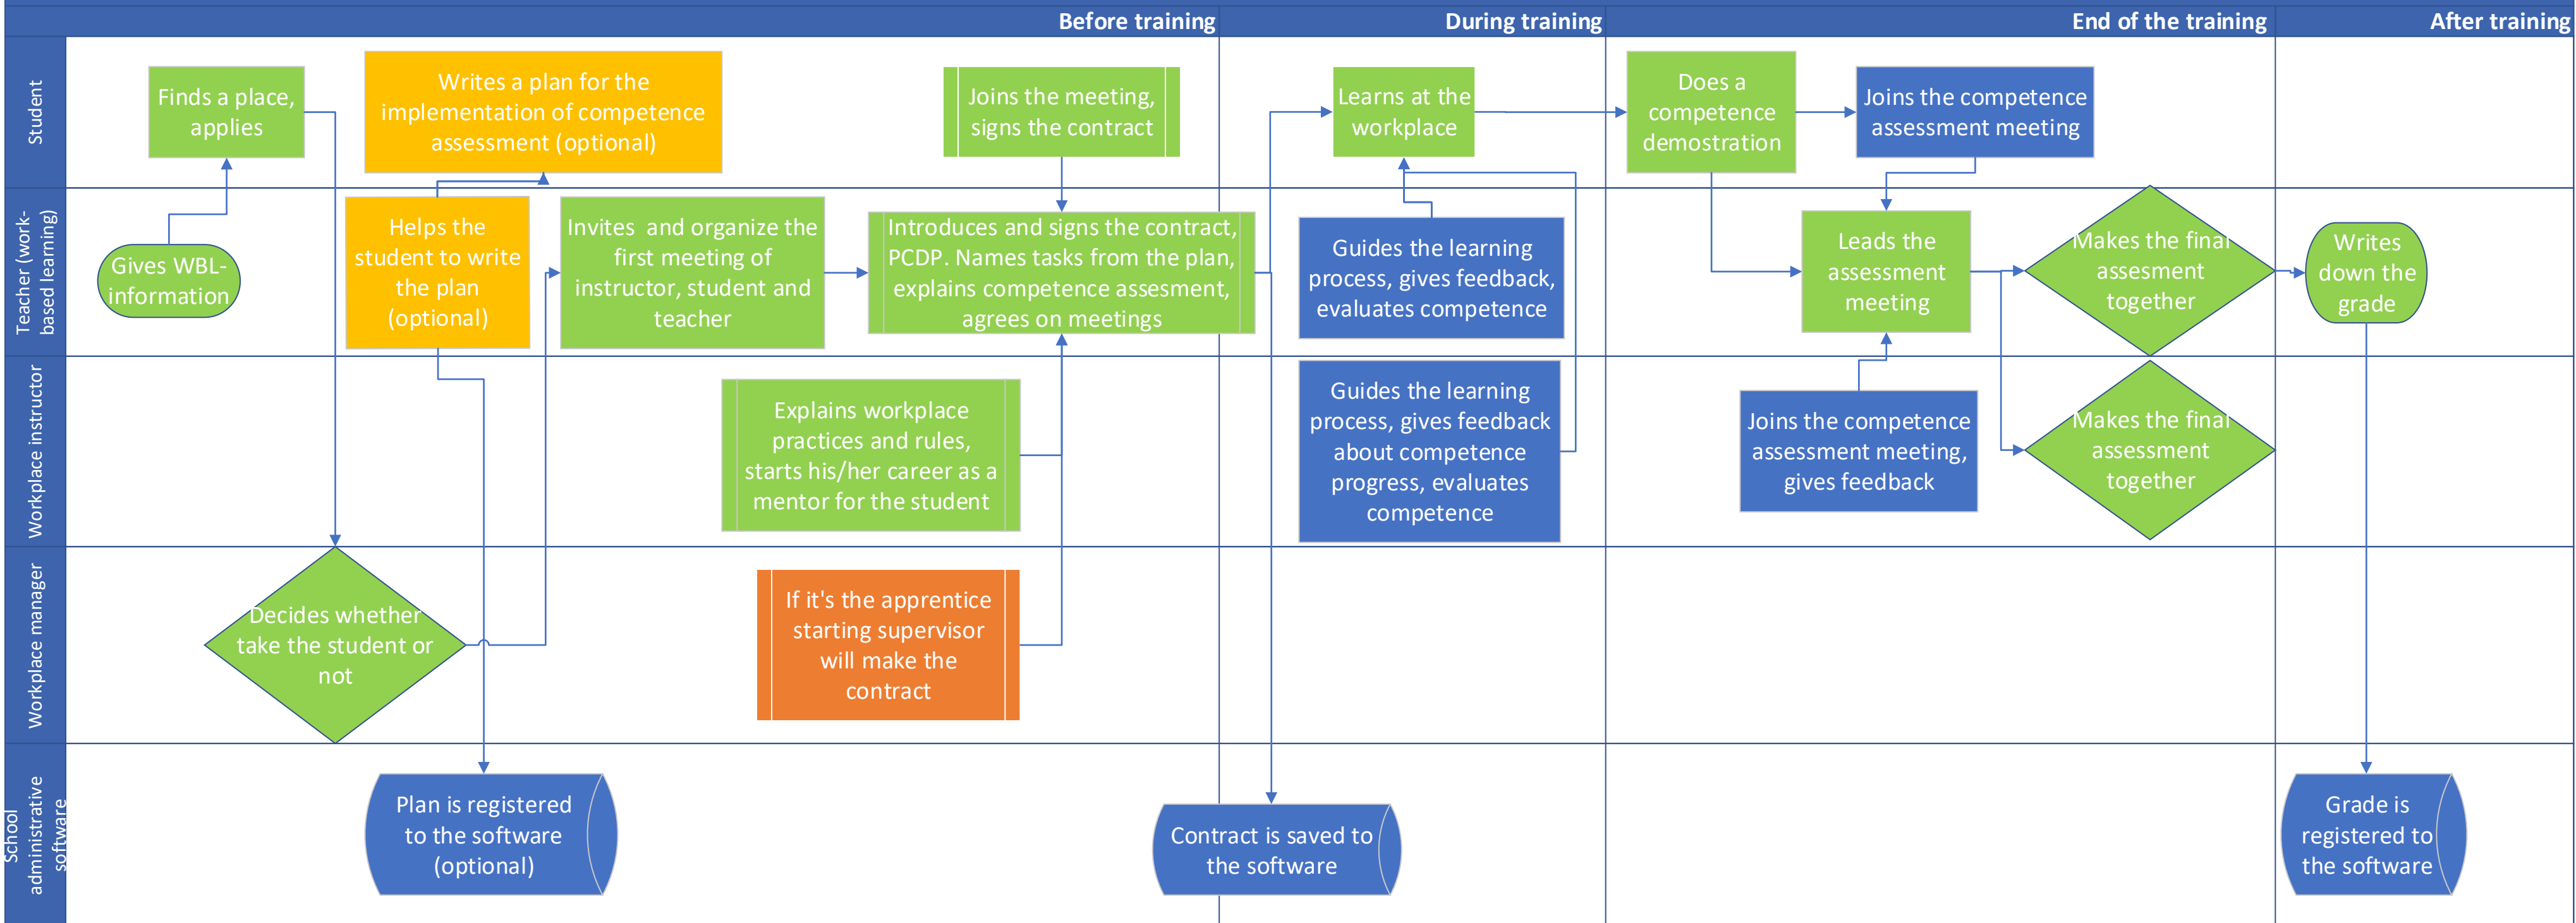 Before training
During training
End of the training
After training
Student
Finds a place,
applies
Writes a plan for the
implementation of competence
assessment (optional)
Joins the meeting,
signs the contract
Learns at the
workplace
Does a
competence
demostration
Joins the competence
assessment meeting
Teacher (work-
based learning)
Gives WBL-
information
Helps the
student to write
the plan
(optional)
Invites  and organize the
first meeting of
instructor, student and
teacher
Introduces and signs the contract,
PCDP. Names tasks from the plan,
explains competence assesment,
agrees on meetings
Guides the learning
process, gives feedback,
evaluates competence
Leads the
assessment
meeting
Makes the final
assesment
together
Writes
down the
grade
Workplace instructor
Explains workplace
practices and rules,
starts his/her career as a
mentor for the student
Guides the learning
process, gives feedback
about competence
progress, evaluates
competence
Joins the competence
assessment meeting,
gives feedback
Makes the final
assessment
together
Workplace manager
Decides whether
take the student or
not
If it's the apprentice
starting supervisor
will make the
contract
School
administrative
software
Plan is registered
to the software
(optional)
Contract is saved to
the software
Grade is
registered to
the software